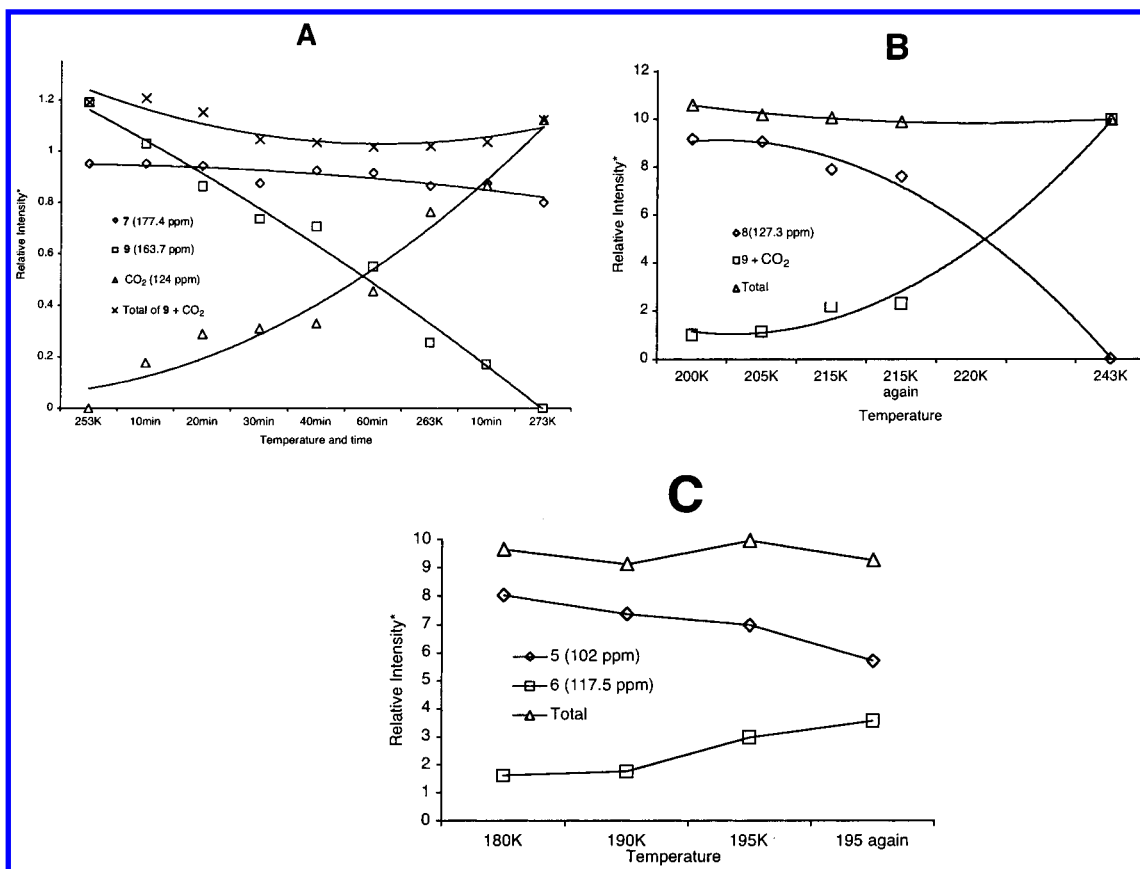 A
Relative Intensity*
1.2
1
0.8
0.6
0.4
0.2
0
7 (177.4 ppm)
9 (163.7 ppm)
CO2 (124 ppm)
Total of 9 + CO2
253K 10min 20min 30min 40min 60min 263K 10min 273K
Temperature and time
B
Relative Intensity*
12
10
8
6
4
2
0
8(127.3 ppm)
9 + CO2
Total
200K 205K 215K 215K 220K 243K
again
Temperature
C
Relative Intensity*
10
9
8
7
6
5
4
3
2
1
0
5 (102 ppm)
6 (117.5 ppm)
Total
180K 190K 195K 195 again
Temperature